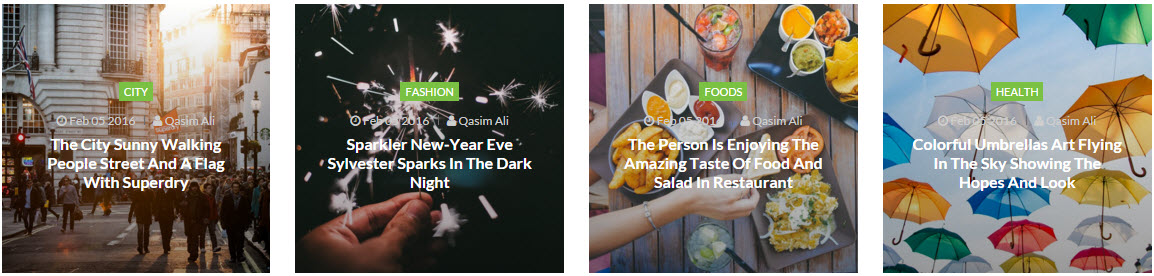 CITY
Feb 05 2016 Qasim Ali
The City Sunny Walking
People Street And A Flag
With Superdry
FASHION
Feb 05 2016 Qasim Ali
Sparkler New-Year Eve
Sylvester Sparks In The Dark
Night
FOODS
Feb 05 2016 Qasim Ali
The Person Is Enjoying The
Amazing Taste Of Food And
Salad In Restaurant
HEALTH
Feb 05 2016 Qasim Ali
Colorful Umbrellas Art Flying
In The Sky Showing The
Hopes And Look